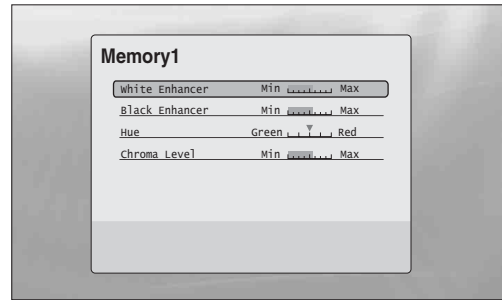 Memory1
White Enhancer Min Max
Black Enhancer Min Max
Hue Green Red
Chroma Level Min Max